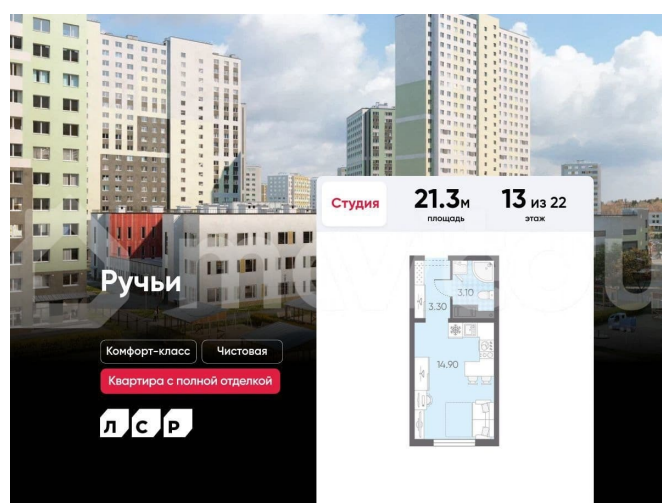 Студия
21.3м
площадь
13 из 22
этаж
Ручьи
3.10
3.30
14.90
Комфорт-класс
Чистовая
Квартира с полной отделкой
ЛСР